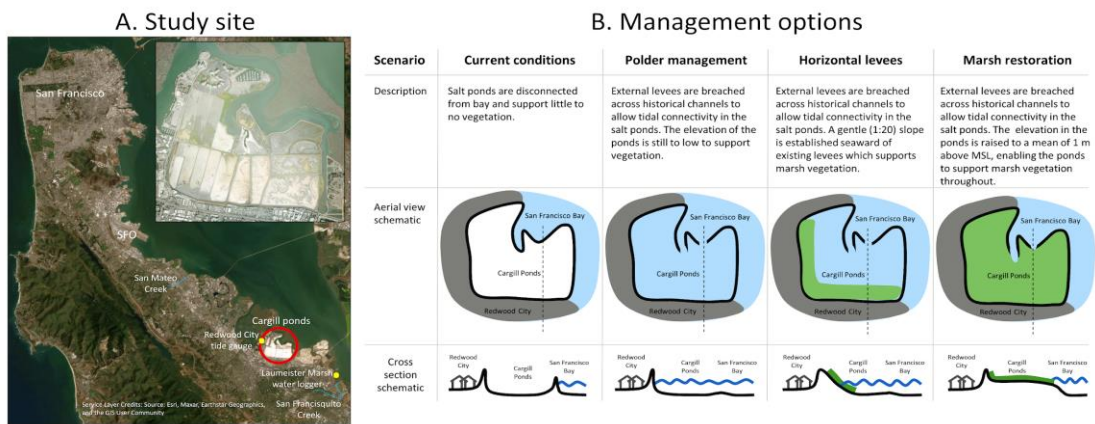 A. Study site
San Francisco
SFO
San Mateo
Creek
Cargill ponds
Redwood City
tide gauge
Laumeister Marsh
water logger
San Francisquito
Creek
Service Layer Credits: Source: Esri, Maxar, Earthstar Geographics,
and the GIS User Community
B. Management options
Scenario
Current conditions
Polder management
Horizontal levees
Marsh restoration
Description
Salt ponds are disconnected
from bay and support little to
no vegetation.
External levees are breached
across historical channels to
allow tidal connectivity in the
salt ponds. The elevation of the
ponds is still to low to support
vegetation.
External levees are breached
across historical channels to
allow tidal connectivity in the
salt ponds. A gentle (1:20) slope
is established seaward of
existing levees which supports
marsh vegetation.
External levees are breached
across historical channels to
allow tidal connectivity in the
salt ponds. The elevation in the
ponds is raised to a mean of 1 m
above MSL, enabling the ponds
to support marsh vegetation
throughout.
Aerial view
schematic
San Francisco Bay
Cargill Ponds
Redwood City
San Francisco Bay
Cargill Ponds
Redwood City
San Francisco Bay
Cargill Ponds
Redwood City
San Francisco Bay
Cargill Ponds
Redwood City
Cross
section
schematic
Redwood
City
Cargill
Ponds
San Francisco
Bay
Redwood
City
Cargill
Ponds
San Francisco
Bay
Redwood
City
Cargill
Ponds
San Francisco
Bay
Redwood
City
Cargill
Ponds
San Francisco
Bay